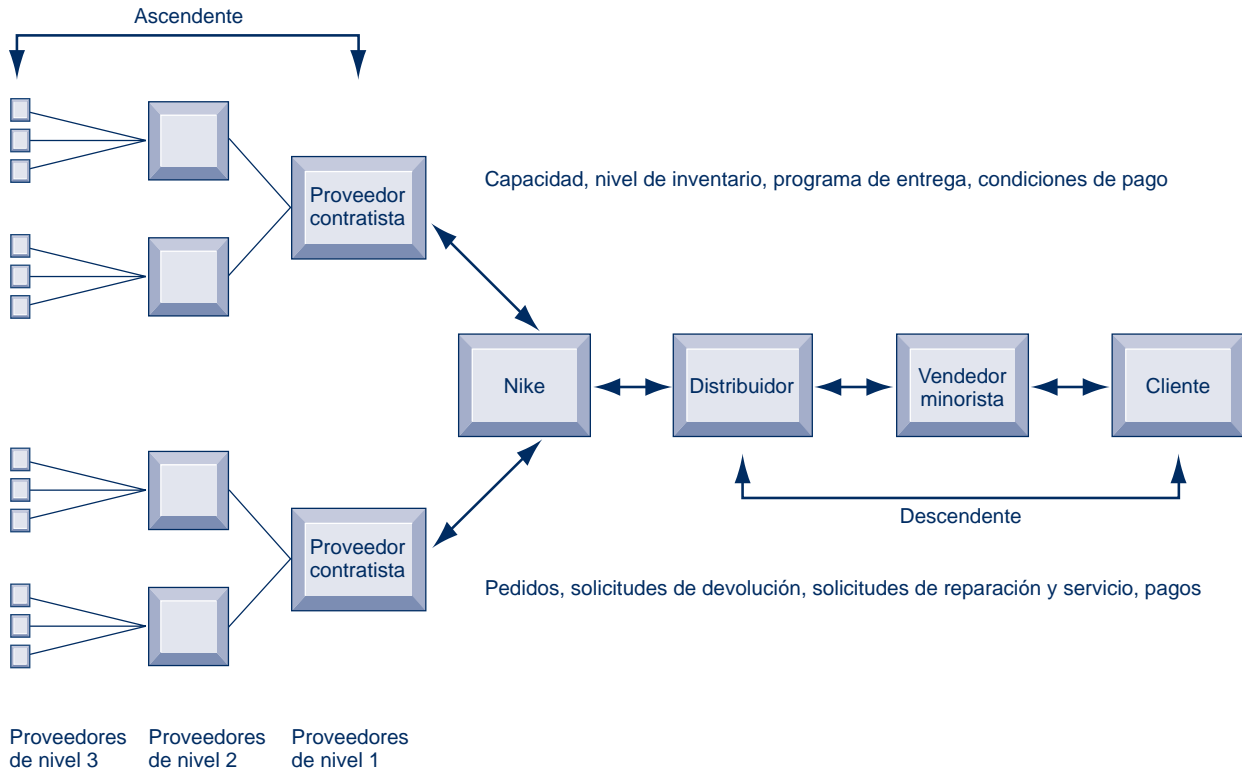 Ascendente
Proveedor
contratista
Capacidad, nivel de inventario, programa de entrega, condiciones de pago
Nike
Distribuidor
Vendedor
minorista
Cliente
Descendente
Proveedor
contratista
Pedidos, solicitudes de devolución, solicitudes de reparación y servicio, pagos
Proveedores
de nivel 3
Proveedores
de nivel 2
Proveedores
de nivel 1